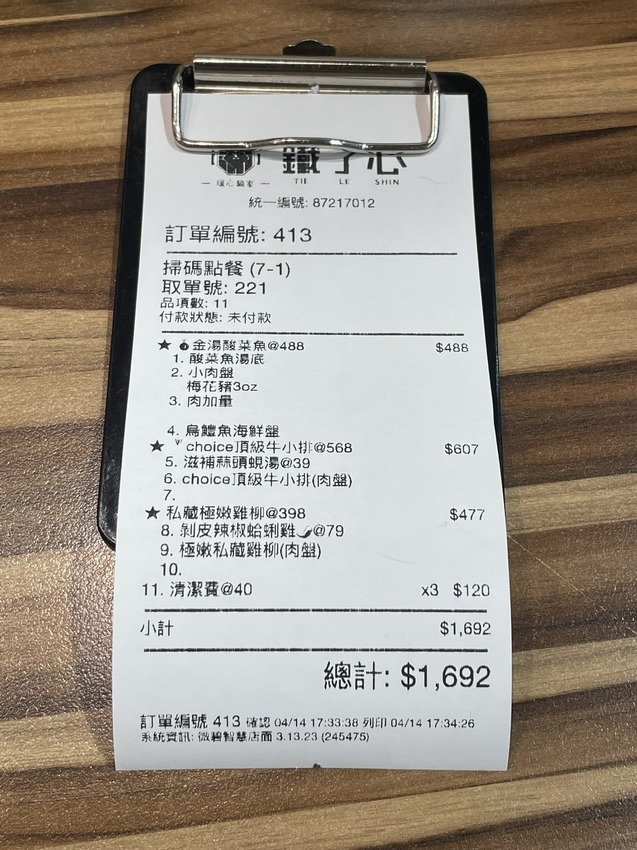 鐵了心
暖心鍋家
TIE LE SHIN
統一編號: 87217012
訂單編號: 413
掃碼點餐 (7-1)
取單號: 221
品項數: 11
付款狀態: 未付款
★ 金湯酸菜魚@488 $488
1. 酸菜魚湯底
2. 小肉盤
梅花豬3oz
3. 肉加量
4. 烏鱧魚海鮮盤
★ choice頂級牛小排@568 $607
5. 滋補蒜頭蜆湯@39
6. choice頂級牛小排(肉盤)
7.
★ 私藏極嫩雞柳@398 $477
8. 剝皮辣椒蛤蜊雞🌶@79
9. 極嫩私藏雞柳(肉盤)
10.
11. 清潔費@40 x3 $120
小計 $1,692
總計: $1,692
訂單編號 413 確認 04/14 17:33:38 列印 04/14 17:34:26
系統資訊: 微碧智慧店面 3.13.23 (245475)